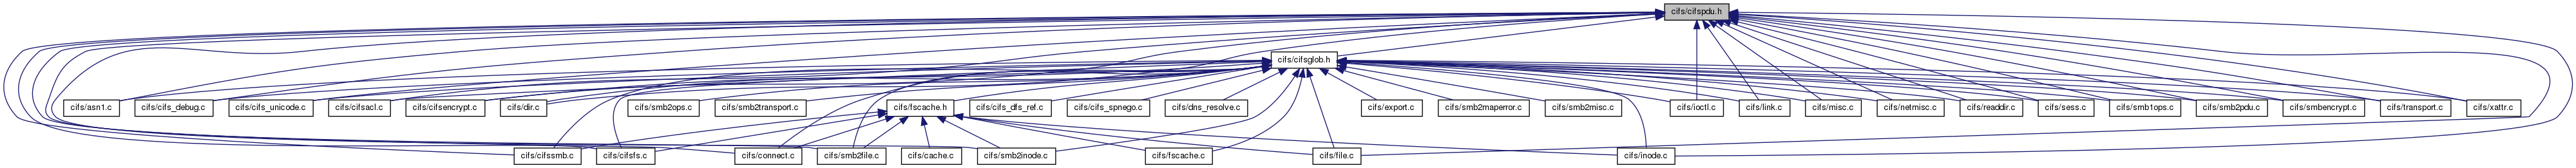 cifs/cifspdu.h
cifs/cifsglob.h
cifs/asn1.c
cifs/cifs_debug.c
cifs/cifs_unicode.c
cifs/cifsacl.c
cifs/cifsencrypt.c
cifs/dir.c
cifs/smb2ops.c
cifs/smb2transport.c
cifs/fscache.h
cifs/cifs_dfs_ref.c
cifs/cifs_spnego.c
cifs/dns_resolve.c
cifs/export.c
cifs/smb2maperror.c
cifs/smb2misc.c
cifs/ioctl.c
cifs/link.c
cifs/misc.c
cifs/netmisc.c
cifs/readdir.c
cifs/sess.c
cifs/smb1ops.c
cifs/smb2pdu.c
cifs/smbencrypt.c
cifs/transport.c
cifs/xattr.c
cifs/cifssmb.c
cifs/cifsfs.c
cifs/connect.c
cifs/smb2file.c
cifs/cache.c
cifs/smb2inode.c
cifs/fscache.c
cifs/file.c
cifs/inode.c